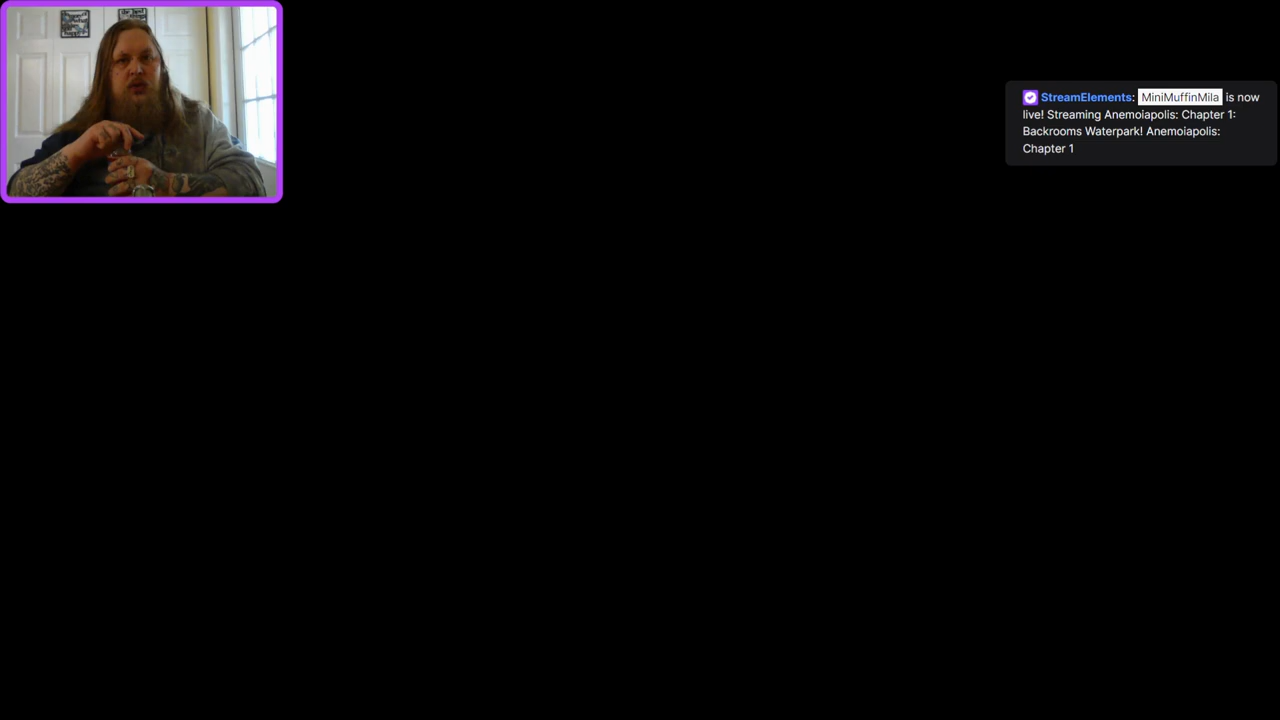 StreamElements: MiniMuffinMila is now
live! Streaming Anemoiapolis: Chapter 1:
Backrooms Waterpark! Anemoiapolis:
Chapter 1